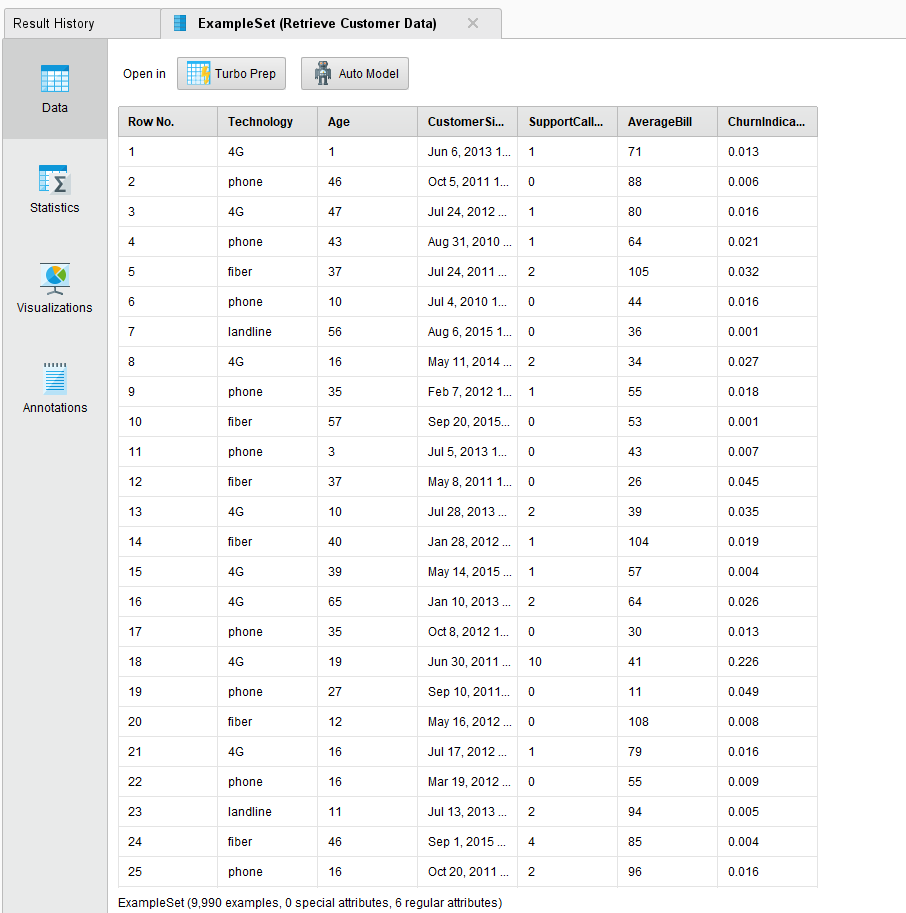 Result History ExampleSet (Retrieve Customer Data)
Open in Turbo Prep Auto Model
Data
Statistics
Visualizations
Annotations
Row No. Technology Age CustomerSi... SupportCall... AverageBill ChurnIndica...
1 4G 1 Jun 6, 2013 1... 1 71 0.013
2 phone 46 Oct 5, 2011 1... 0 88 0.006
3 4G 47 Jul 24, 2012 ... 1 80 0.016
4 phone 43 Aug 31, 2010 ... 1 64 0.021
5 fiber 37 Jul 24, 2011 ... 2 105 0.032
6 phone 10 Jul 4, 2010 1... 0 44 0.016
7 landline 56 Aug 6, 2015 1... 0 36 0.001
8 4G 16 May 11, 2014 ... 2 34 0.027
9 phone 35 Feb 7, 2012 1... 1 55 0.018
10 fiber 57 Sep 20, 2015... 0 53 0.001
11 phone 3 Jul 5, 2013 1... 0 43 0.007
12 fiber 37 May 8, 2011 1... 0 26 0.045
13 4G 10 Jul 28, 2013 ... 2 39 0.035
14 fiber 40 Jan 28, 2012 ... 1 104 0.019
15 4G 39 May 14, 2015 ... 1 57 0.004
16 4G 65 Jan 10, 2013 ... 2 64 0.026
17 phone 35 Oct 8, 2012 1... 0 30 0.013
18 4G 19 Jun 30, 2011 ... 10 41 0.226
19 phone 27 Sep 10, 2011... 0 11 0.049
20 fiber 12 May 16, 2012 ... 0 108 0.008
21 4G 16 Jul 17, 2012 ... 1 79 0.016
22 phone 16 Mar 19, 2012 ... 0 55 0.009
23 landline 11 Jul 13, 2013 ... 2 94 0.005
24 fiber 46 Sep 1, 2015 ... 4 85 0.004
25 phone 16 Oct 20, 2011 ... 2 96 0.016
ExampleSet (9,990 examples, 0 special attributes, 6 regular attributes)